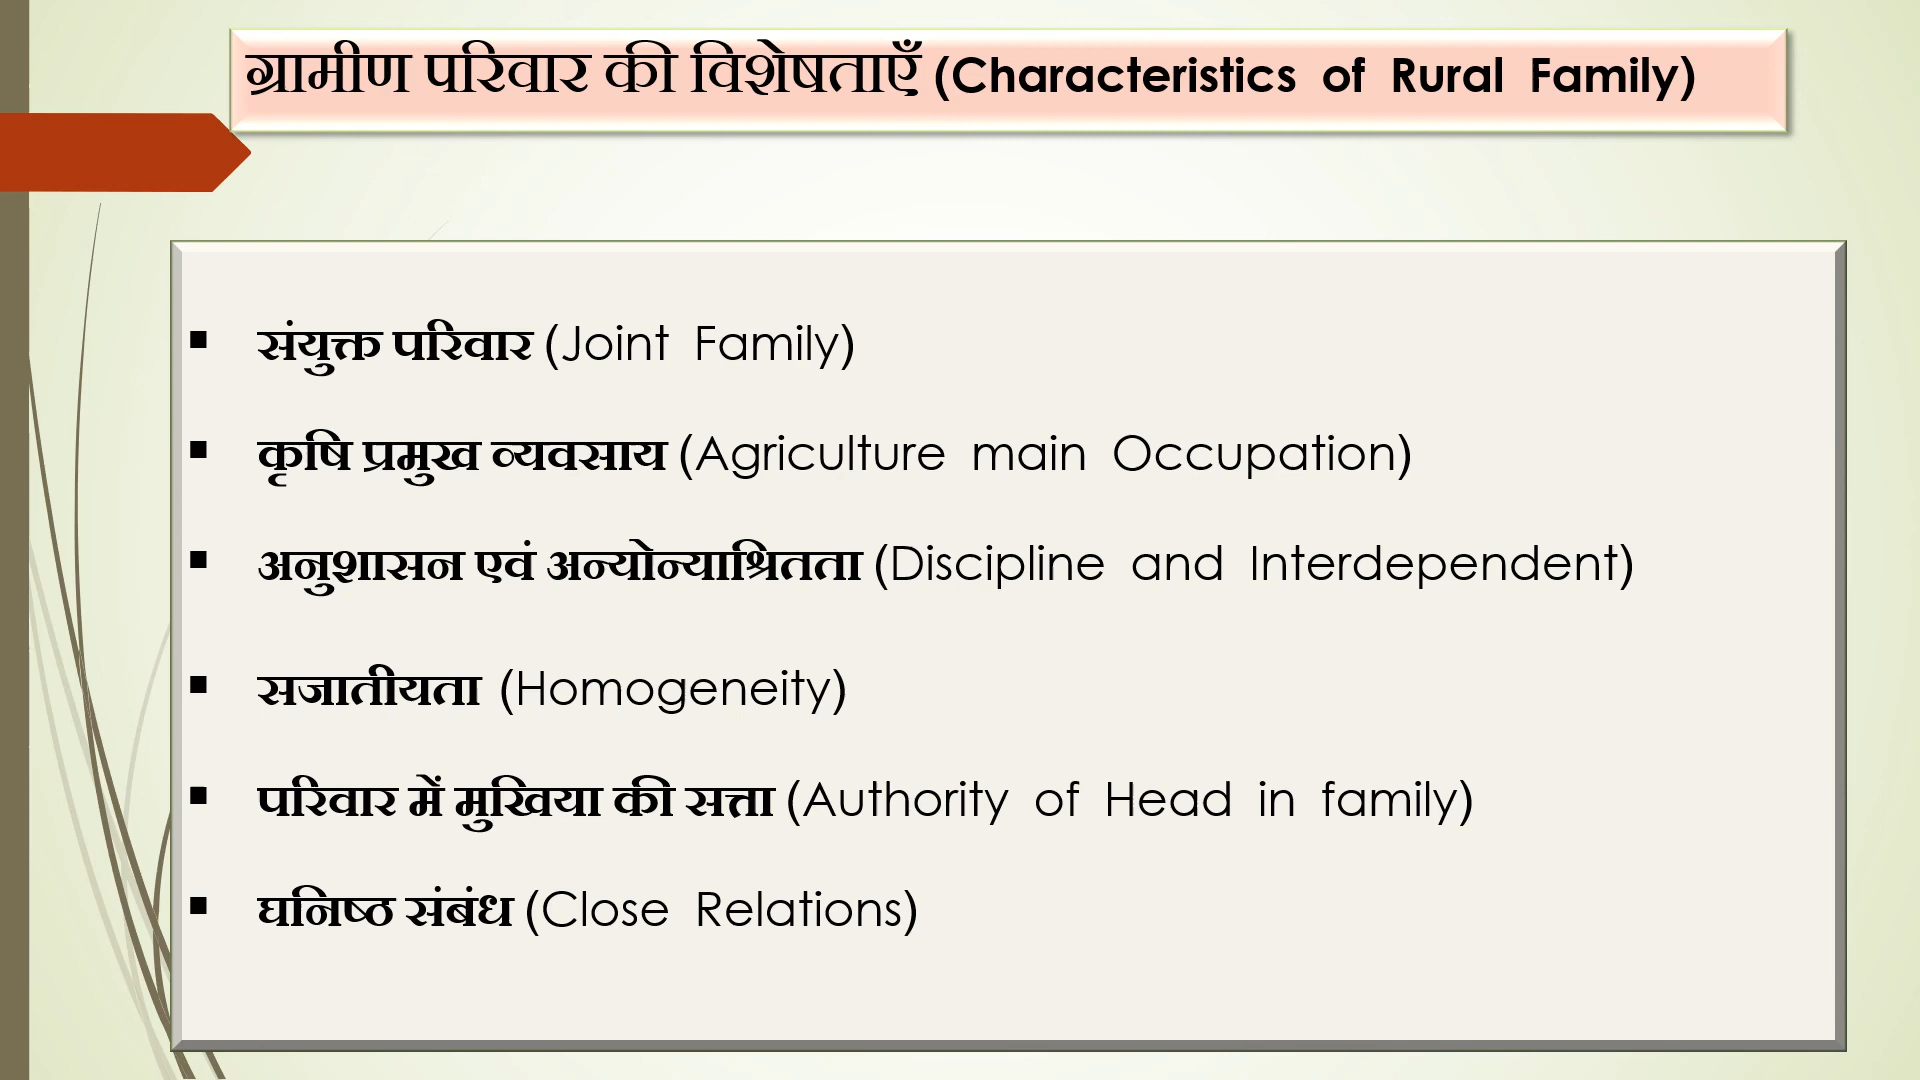 ग्रामीण परिवार की विशेषताएँ (Characteristics of Rural Family)
▪ संयुक्त परिवार (Joint Family)
▪ कृषि प्रमुख व्यवसाय (Agriculture main Occupation)
▪ अनुशासन एवं अन्योन्याश्रितता (Discipline and Interdependent)
▪ सजातीयता (Homogeneity)
▪ परिवार में मुखिया की सत्ता (Authority of Head in family)
▪ घनिष्ठ संबंध (Close Relations)